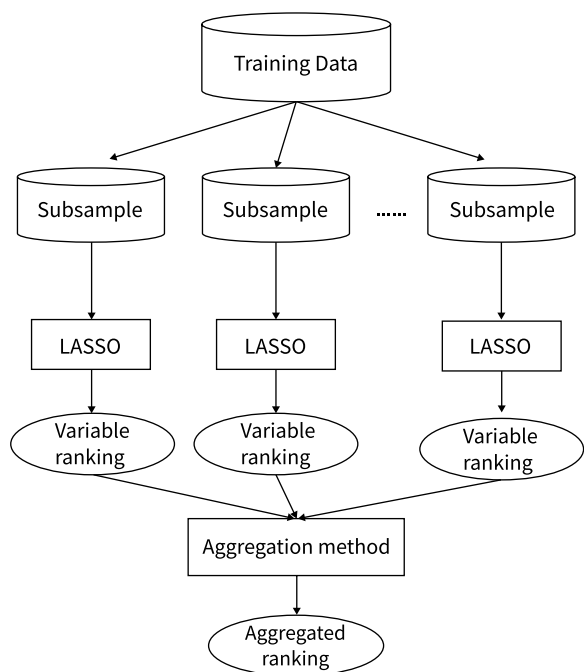 Training Data
Subsample
Subsample
......
Subsample
LASSO
LASSO
LASSO
Variable
ranking
Variable
ranking
Variable
ranking
Aggregation method
Aggregated
ranking